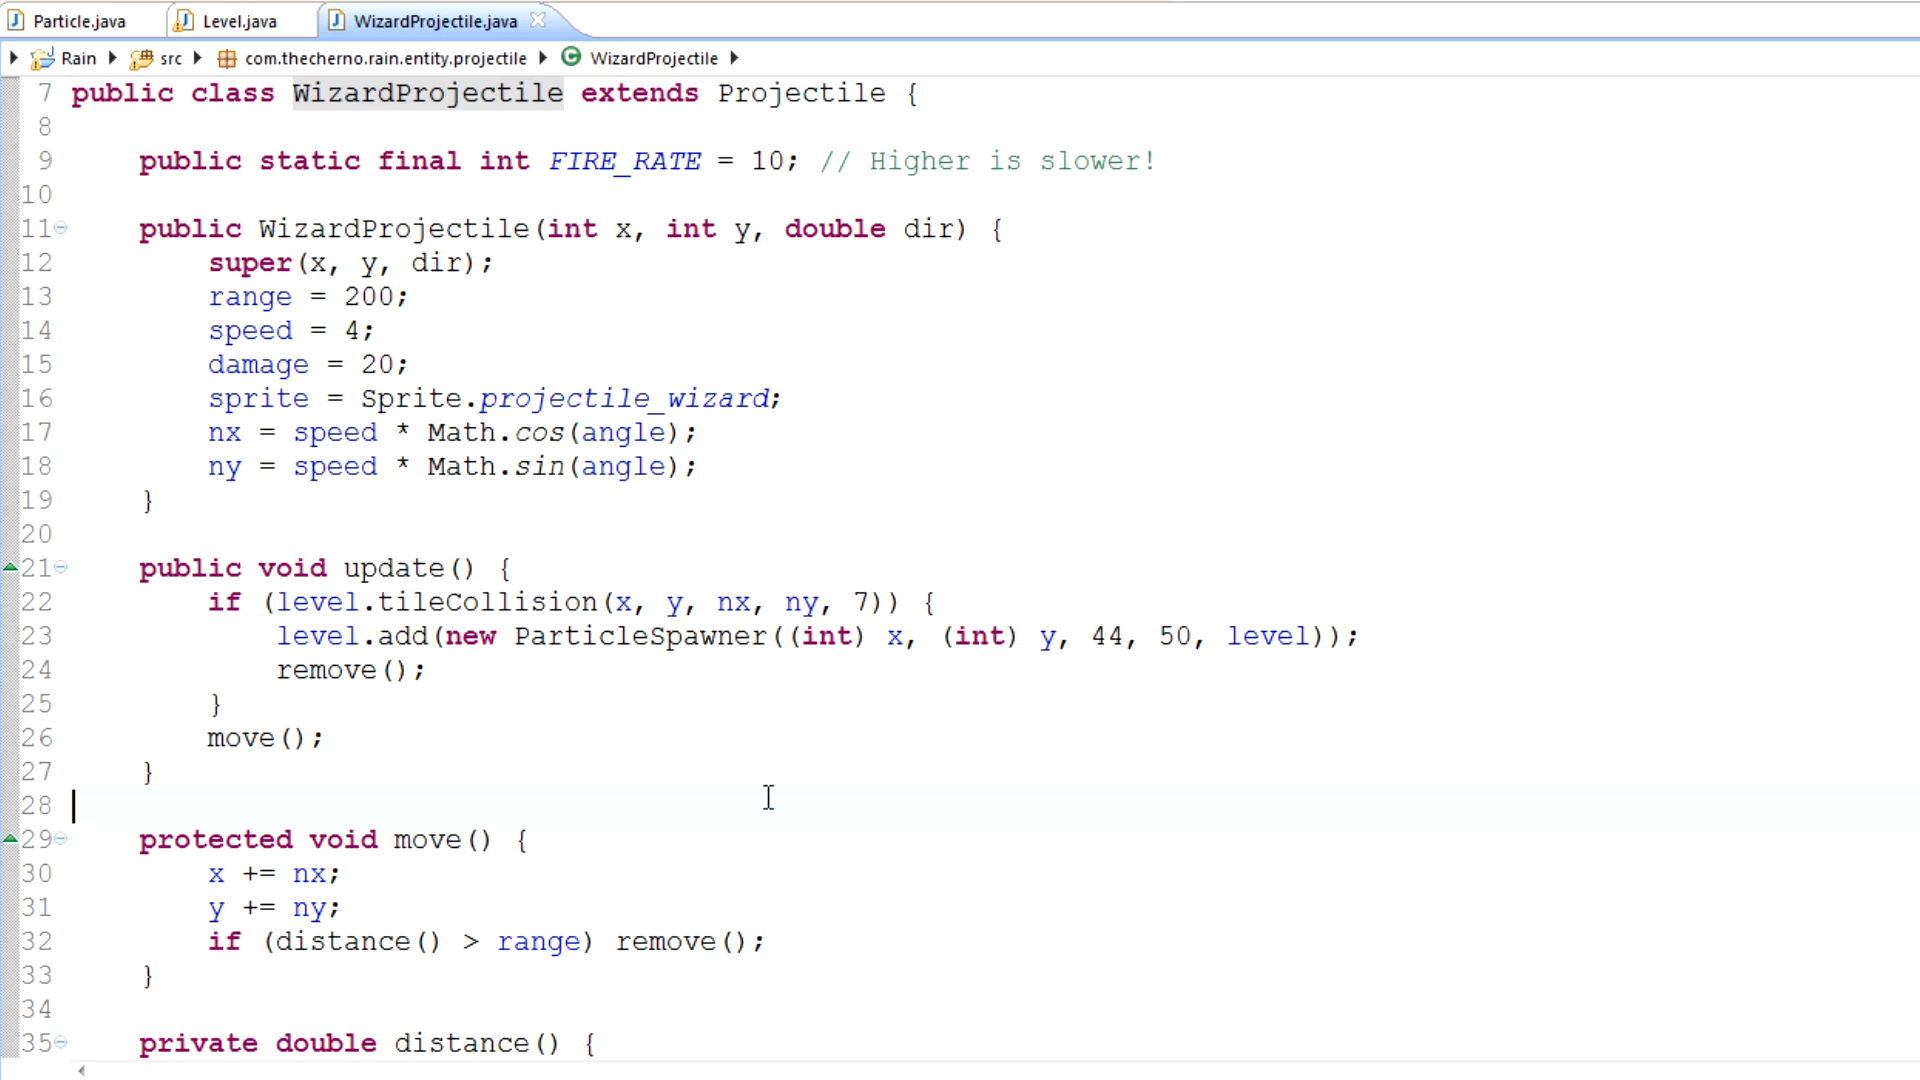 Particle.java Level.java WizardProjectile.java
Rain src com.thecherno.rain.entity.projectile WizardProjectile
7 public class WizardProjectile extends Projectile {
8
9 public static final int FIRE_RATE = 10; // Higher is slower!
10
11 public WizardProjectile(int x, int y, double dir) {
12 super(x, y, dir);
13 range = 200;
14 speed = 4;
15 damage = 20;
16 sprite = Sprite.projectile_wizard;
17 nx = speed * Math.cos(angle);
18 ny = speed * Math.sin(angle);
19 }
20
21 public void update() {
22 if (level.tileCollision(x, y, nx, ny, 7)) {
23 level.add(new ParticleSpawner((int) x, (int) y, 44, 50, level));
24 remove();
25 }
26 move();
27 }
28
29 protected void move() {
30 x += nx;
31 y += ny;
32 if (distance() > range) remove();
33 }
34
35 private double distance() {